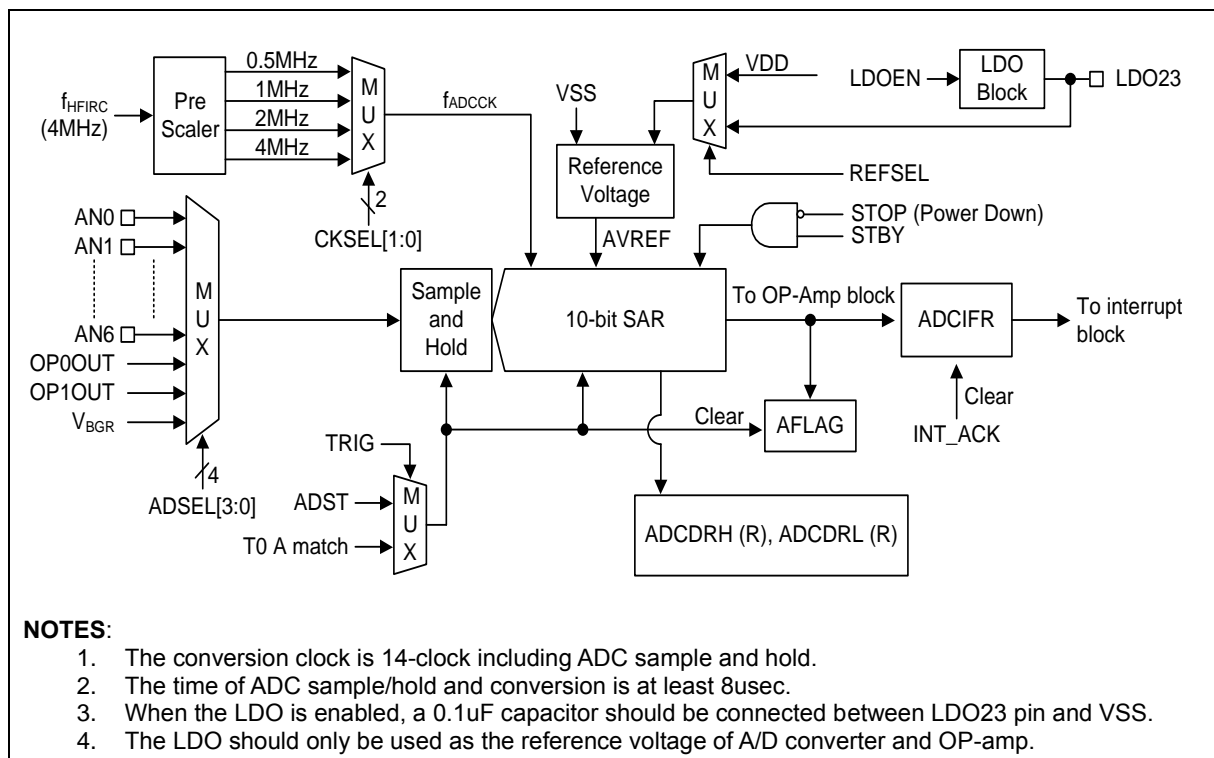 0.5MHz
1MHz
2MHz
4MHz
fHFIRC
(4MHz)
Pre
Scaler
M
U
X
2
CKSEL[1:0]
fADCCK
VSS
Reference
Voltage
AVREF
M
U
X
VDD
LDOEN
LDO
Block
LDO23
REFSEL
STOP (Power Down)
STBY
AN0
AN1
AN6
OP0OUT
OP1OUT
VBGR
M
U
X
4
ADSEL[3:0]
Sample
and
Hold
10-bit SAR
To OP-Amp block
ADCIFR
To interrupt
block
Clear
INT_ACK
Clear
AFLAG
TRIG
ADST
T0 A match
M
U
X
ADCDRH (R), ADCDRL (R)
NOTES:
1. The conversion clock is 14-clock including ADC sample and hold.
2. The time of ADC sample/hold and conversion is at least 8usec.
3. When the LDO is enabled, a 0.1uF capacitor should be connected between LDO23 pin and VSS.
4. The LDO should only be used as the reference voltage of A/D converter and OP-amp.